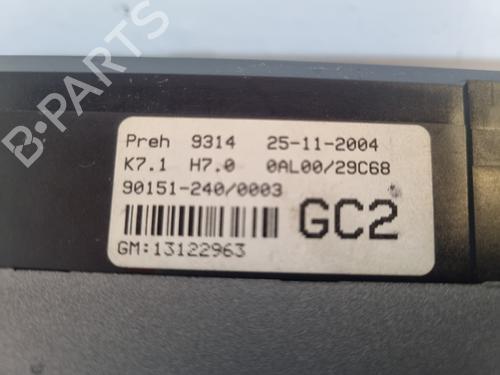 B-PARTS
Preh 9314 25-11-2004
K7.1 H7.0 0AL00/29C68
90151-240/0003
GC2
GM:13122963